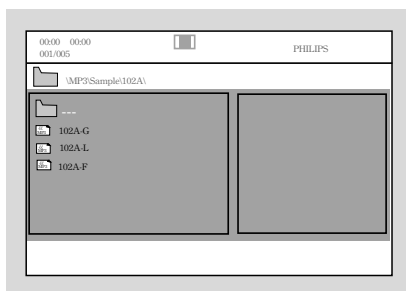 00:00 00:00
001/005
PHILIPS
\MP3\Sample\102A\
---
102A-G
102A-L
102A-F